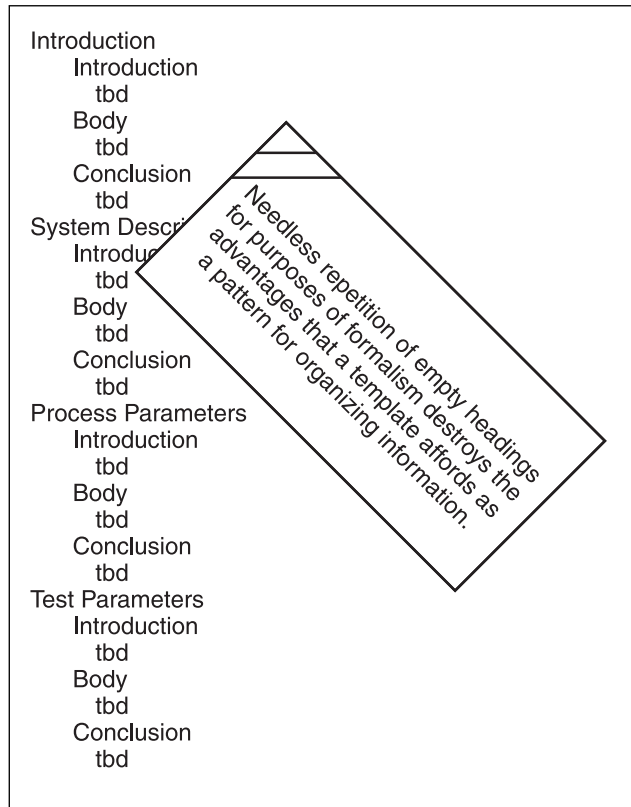 Introduction
Introduction
tbd
Body
tbd
Conclusion
tbd
System Descri
Introduc
tbd
Body
tbd
Conclusion
tbd
Process Parameters
Introduction
tbd
Body
tbd
Conclusion
tbd
Test Parameters
Introduction
tbd
Body
tbd
Conclusion
tbd
Needless repetition of empty headings
for purposes of formalism destroys the
advantages that a template affords as
a pattern for organizing information.